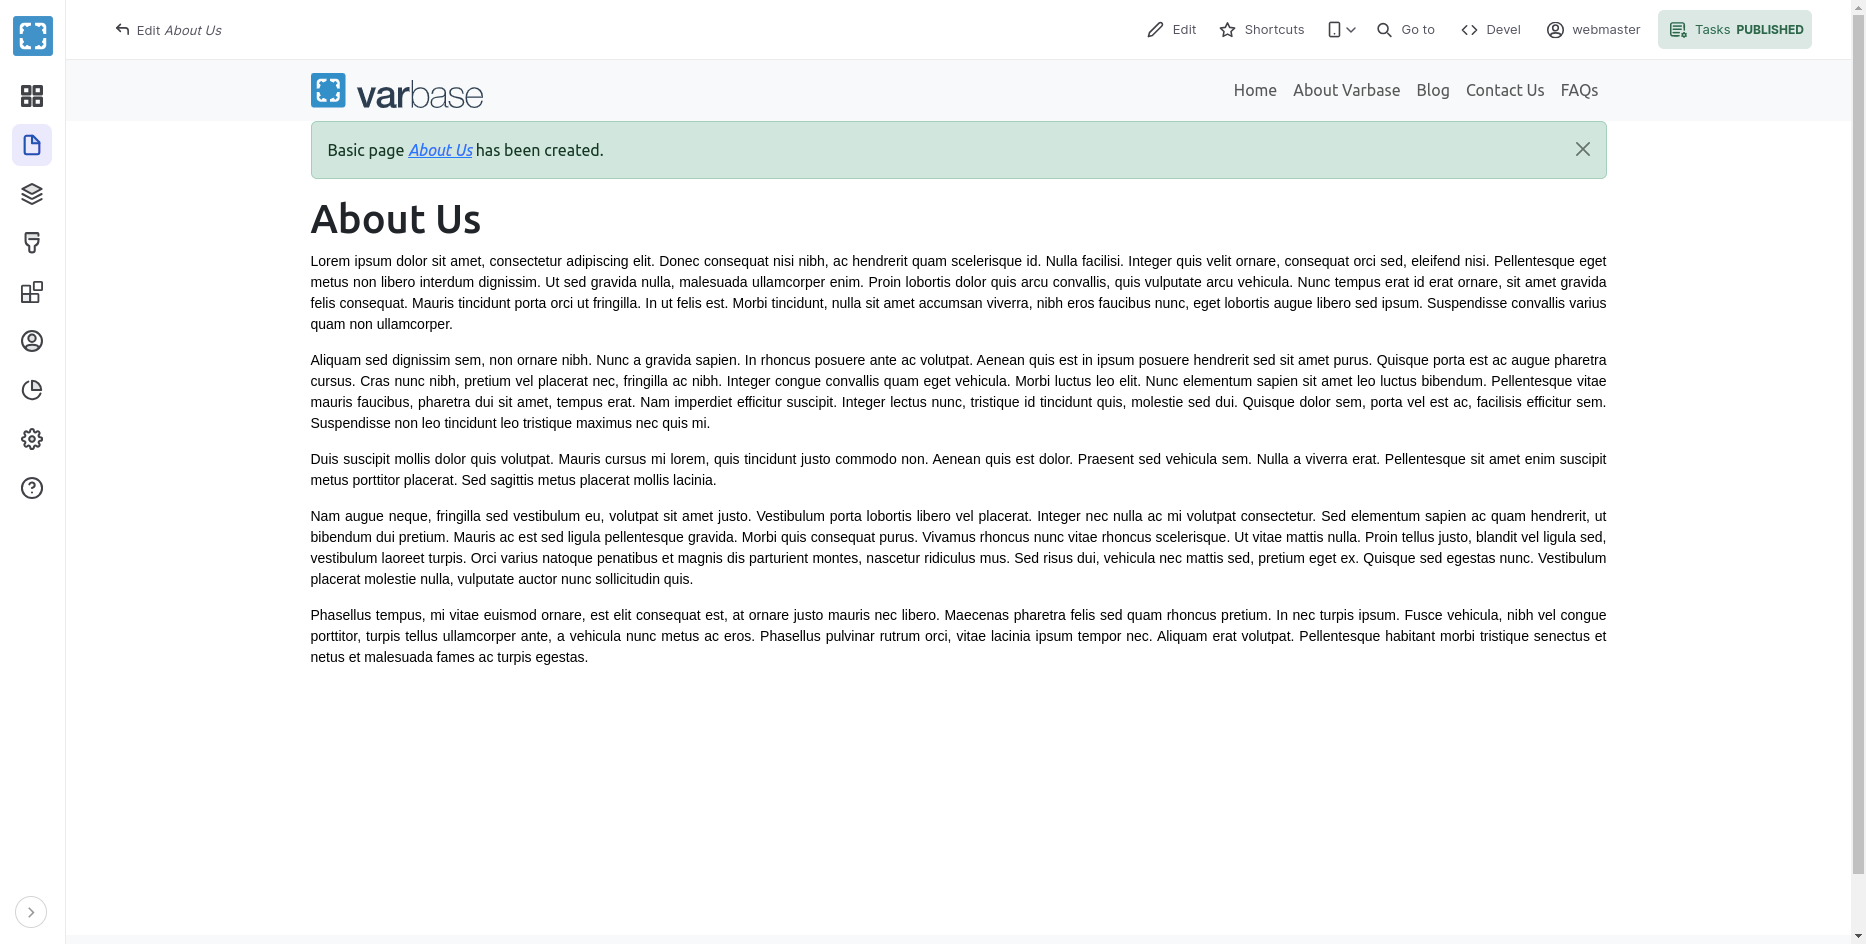 Edit About Us
Edit
Shortcuts
Go to
Devel
webmaster
Tasks PUBLISHED
varbase
Home
About Varbase
Blog
Contact Us
FAQs
Basic page About Us has been created.
About Us
Lorem ipsum dolor sit amet, consectetur adipiscing elit. Donec consequat nisi nibh, ac hendrerit quam scelerisque id. Nulla facilisi. Integer quis velit ornare, consequat orci sed, eleifend nisi. Pellentesque eget
metus non libero interdum dignissim. Ut sed gravida nulla, malesuada ullamcorper enim. Proin lobortis dolor quis arcu convallis, quis vulputate arcu vehicula. Nunc tempus erat id erat ornare, sit amet gravida
felis consequat. Mauris tincidunt porta orci ut fringilla. In ut felis est. Morbi tincidunt, nulla sit amet accumsan viverra, nibh eros faucibus nunc, eget lobortis augue libero sed ipsum. Suspendisse convallis varius
quam non ullamcorper.
Aliquam sed dignissim sem, non ornare nibh. Nunc a gravida sapien. In rhoncus posuere ante ac volutpat. Aenean quis est in ipsum posuere hendrerit sed sit amet purus. Quisque porta est ac augue pharetra
cursus. Cras nunc nibh, pretium vel placerat nec, fringilla ac nibh. Integer congue convallis quam eget vehicula. Morbi luctus leo elit. Nunc elementum sapien sit amet leo luctus bibendum. Pellentesque vitae
mauris faucibus, pharetra dui sit amet, tempus erat. Nam imperdiet efficitur suscipit. Integer lectus nunc, tristique id tincidunt quis, molestie sed dui. Quisque dolor sem, porta vel est ac, facilisis efficitur sem.
Suspendisse non leo tincidunt leo tristique maximus nec quis mi.
Duis suscipit mollis dolor quis volutpat. Mauris cursus mi lorem, quis tincidunt justo commodo non. Aenean quis est dolor. Praesent sed vehicula sem. Nulla a viverra erat. Pellentesque sit amet enim suscipit
metus porttitor placerat. Sed sagittis metus placerat mollis lacinia.
Nam augue neque, fringilla sed vestibulum eu, volutpat sit amet justo. Vestibulum porta lobortis libero vel placerat. Integer nec nulla ac mi volutpat consectetur. Sed elementum sapien ac quam hendrerit, ut
bibendum dui pretium. Mauris ac est sed ligula pellentesque gravida. Morbi quis consequat purus. Vivamus rhoncus nunc vitae rhoncus scelerisque. Ut vitae mattis nulla. Proin tellus justo, blandit vel ligula sed,
vestibulum laoreet turpis. Orci varius natoque penatibus et magnis dis parturient montes, nascetur ridiculus mus. Sed risus dui, vehicula nec mattis sed, pretium eget ex. Quisque sed egestas nunc. Vestibulum
placerat molestie nulla, vulputate auctor nunc sollicitudin quis.
Phasellus tempus, mi vitae euismod ornare, est elit consequat est, at ornare justo mauris nec libero. Maecenas pharetra felis sed quam rhoncus pretium. In nec turpis ipsum. Fusce vehicula, nibh vel congue
porttitor, turpis tellus ullamcorper ante, a vehicula nunc metus ac eros. Phasellus pulvinar rutrum orci, vitae lacinia ipsum tempor nec. Aliquam erat volutpat. Pellentesque habitant morbi tristique senectus et
netus et malesuada fames ac turpis egestas.